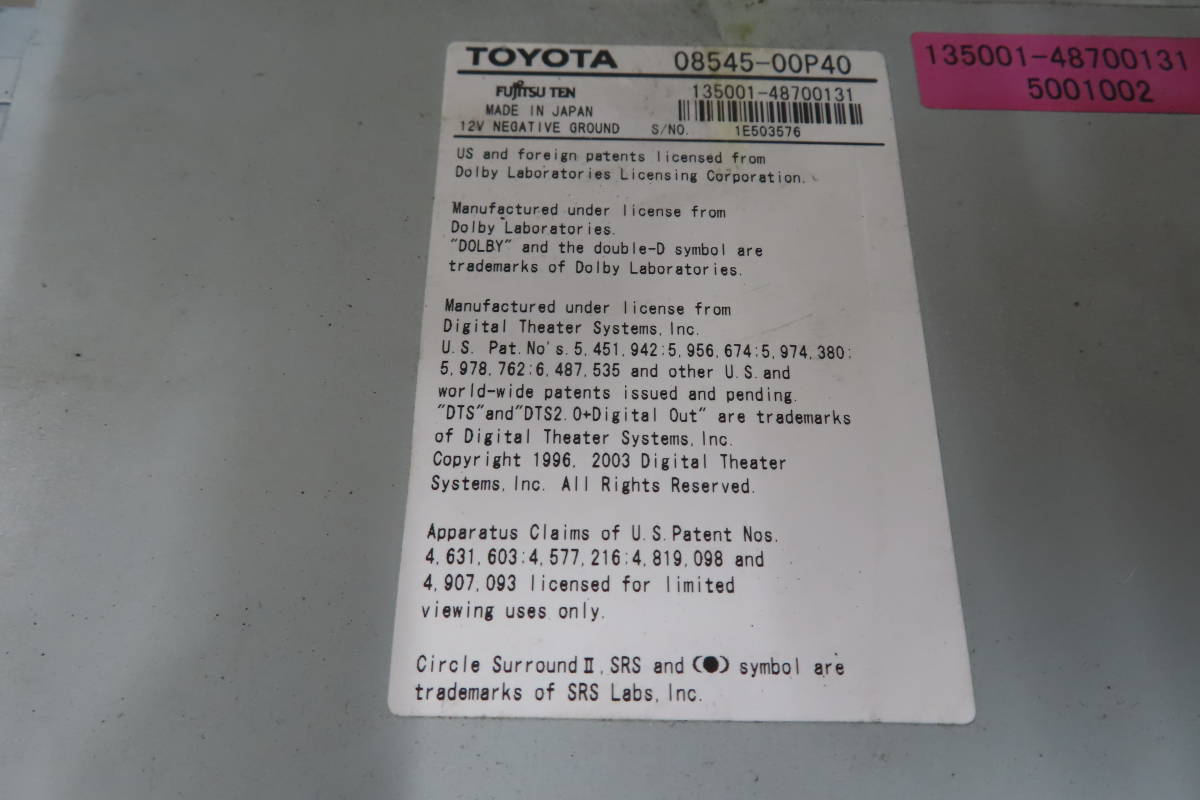 TOYOTA 08545-00P40
FUJITSU TEN 135001-48700131
MADE IN JAPAN
12V NEGATIVE GROUND S/NO. 1E503576
US and foreign patents licensed from
Dolby Laboratories Licensing Corporation.
Manufactured under license from
Dolby Laboratories.
"DOLBY" and the double-D symbol are
trademarks of Dolby Laboratories.
Manufactured under license from
Digital Theater Systems, Inc.
U.S. Pat.No's.5,451,942;5,956,674;5,974,380;
5,978,762;6,487,535 and other U.S.and
world-wide patents issued and pending.
"DTS"and"DTS2.0+Digital Out" are trademarks
of Digital Theater Systems, Inc.
Copyright 1996, 2003 Digital Theater
Systems, Inc. All Rights Reserved.
Apparatus Claims of U.S.Patent Nos.
4,631,603;4,577,216;4,819,098 and
4,907,093 licensed for limited
viewing uses only.
Circle Surround II, SRS and (●) symbol are
trademarks of SRS Labs, Inc.
135001-48700131
5001002